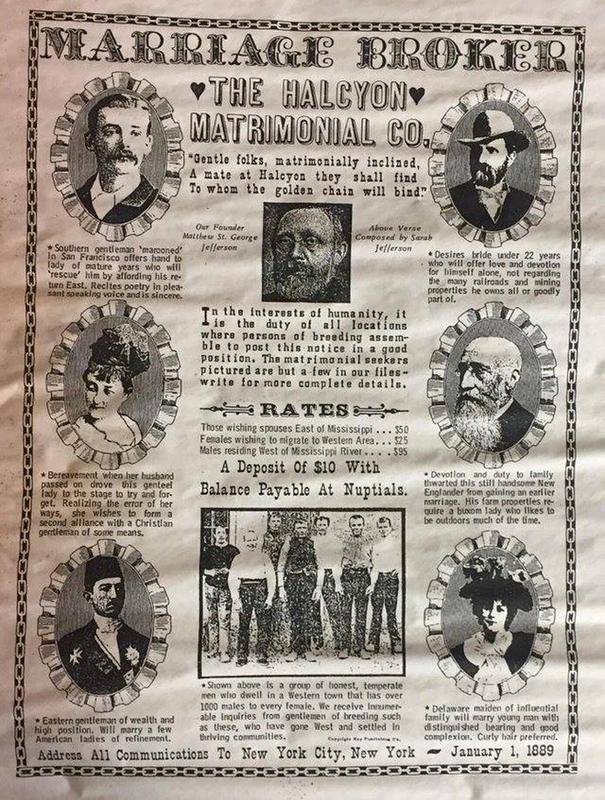 MARRIAGE BROKER
♥THE HALCYON♥
MATRIMONIAL CO.
"Gentle folks, matrimonially inclined,
A mate at Halcyon they shall find
To whom the golden chain will bind."
Our Founder
Matthew St. George
Jefferson
Above Verse
Composed by Sarah
Jefferson
* Southern gentleman 'marooned'
in San Francisco offers hand to
lady of mature years who will
'rescue' him by affording his re-
turn East. Recites poetry in plea-
sant speaking voice and is sincere.
* Desires bride under 22 years
who will offer love and devotion
for himself alone, not regarding
the many railroads and mining
properties he owns all or goodly
part of.
In the interests of humanity, it
is the duty of all locations
where persons of breeding assem-
ble to post this notice in a good
position. The matrimonial seekers
pictured are but a few in our files-
write for more complete details.
RATES
Those wishing spouses East of Mississippi ... $50
Females wishing to migrate to Western Area ... $25
Males residing West of Mississippi River .... $95
A Deposit Of $10 With
Balance Payable At Nuptials.
* Bereavement when her husband
passed on drove this genteel
lady to the stage to try and for-
get. Realizing the error of her
ways, she wishes to form a
second alliance with a Christian
gentleman of some means.
* Devotion and duty to family
thwarted this still handsome New
Englander from gaining an earlier
marriage. His farm properties re-
quire a buxom lady who likes to
be outdoors much of the time.
* Eastern gentleman of wealth and
high position. Will marry a few
American ladies of refinement.
* Shown above is a group of honest, temperate
men who dwell in a Western town that has over
1000 males to every female. We receive innumer-
able inquiries from gentlemen of breeding such
as these, who have gone West and settled in
thriving communities.
Copyright Nay Publishing Co.
* Delaware maiden of influential
family will marry young man with
distinguished bearing and good
complexion. Curly hair preferred.
Address All Communications To New York City, New York — January 1, 1889